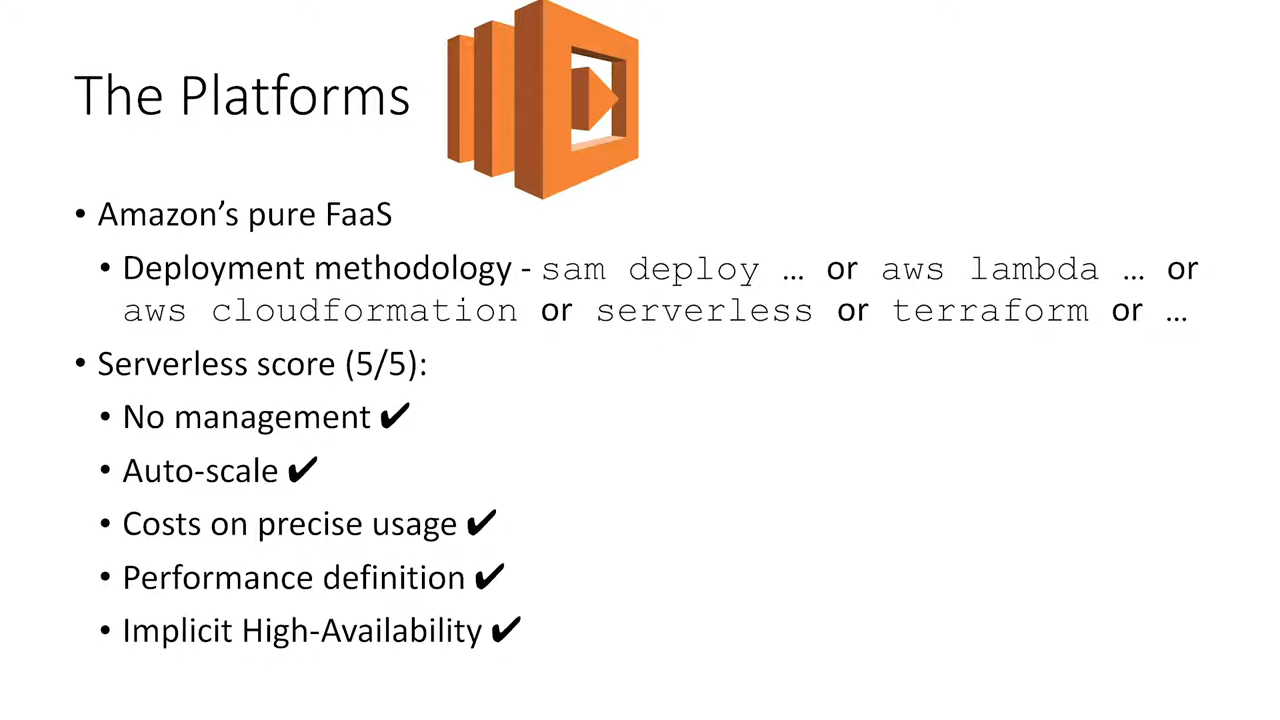 The Platforms
• Amazon’s pure FaaS
• Deployment methodology - sam deploy … or aws lambda … or
aws cloudformation or serverless or terraform or …
• Serverless score (5/5):
• No management ✔
• Auto-scale ✔
• Costs on precise usage ✔
• Performance definition ✔
• Implicit High-Availability ✔